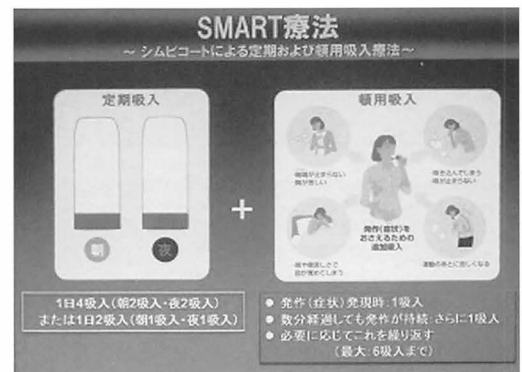 SMART療法
～ シムビコートによる定期および頓用吸入療法～
定期吸入
朝
夜
+
頓用吸入
喘鳴が止まらない
胸が苦しい
咳き込んでしまう
咳が止まらない
発作(症状)を
おさえるための
追加吸入
咳や息苦しさで
目が覚めてしまう
運動のあとに苦しくなる
1日4吸入(朝2吸入・夜2吸入)
または1日2吸入(朝1吸入・夜1吸入)
● 発作(症状)発現時:1吸入
● 数分経過しても発作が持続:さらに1吸入
● 必要に応じてこれを繰り返す
(最大:6吸入まで)